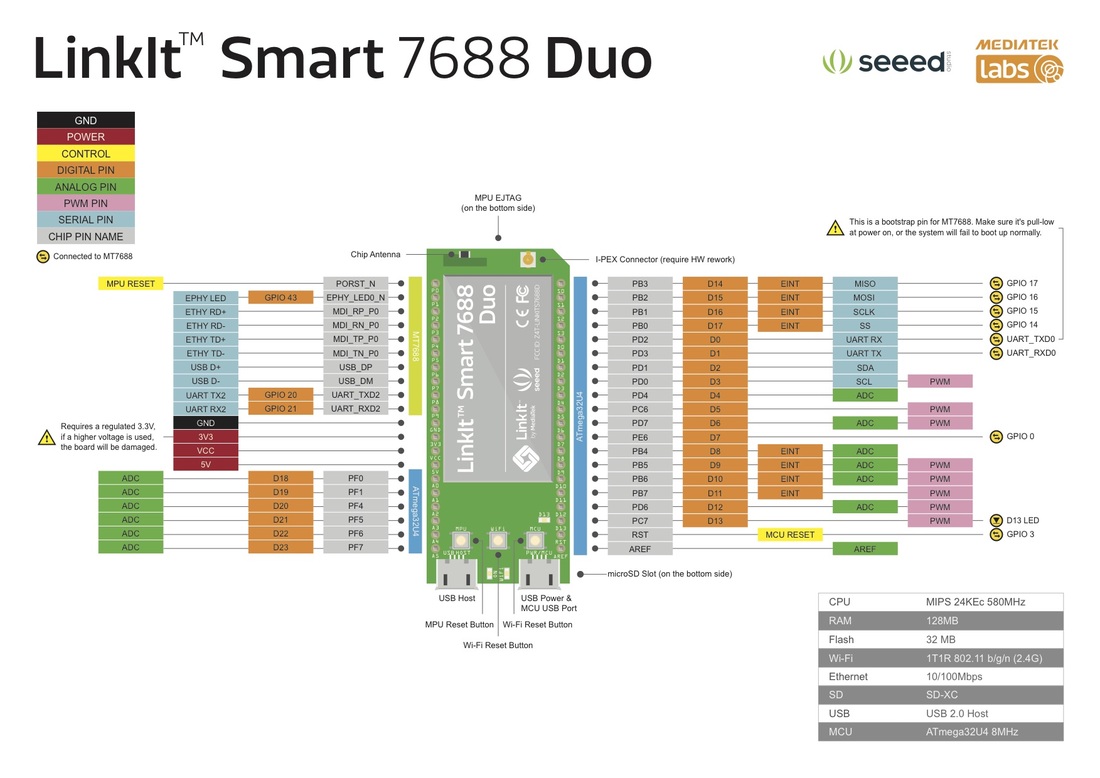 LinkIt™ Smart 7688 Duo
seeed studio
MEDIATEK
labs
GND
POWER
CONTROL
DIGITAL PIN
ANALOG PIN
PWM PIN
SERIAL PIN
CHIP PIN NAME
Connected to MT7688
MPU EJTAG
(on the bottom side)
This is a bootstrap pin for MT7688. Make sure it's pull-low
at power on, or the system will fail to boot up normally.
Chip Antenna
I-PEX Connector (require HW rework)
MPU RESET PORST_N
EPHY LED GPIO 43 EPHY_LED0_N
ETHY RD+ MDI_RP_P0
ETHY RD- MDI_RN_P0
ETHY TD+ MDI_TP_P0
ETHY TD- MDI_TN_P0
USB D+ USB_DP
USB D- USB_DM
UART TX2 GPIO 20 UART_TXD2
UART RX2 GPIO 21 UART_RXD2
GND
3V3
VCC
5V
Requires a regulated 3.3V,
if a higher voltage is used,
the board will be damaged.
ADC D18 PF0
ADC D19 PF1
ADC D20 PF4
ADC D21 PF5
ADC D22 PF6
ADC D23 PF7
MT7688
ATmega32U4
LinkIt™ Smart 7688
Duo
LinkIt
by MediaTek
seeed
CE FC
MPU WIFI MCU
USB HOST PWR/MCU
ATmega32U4
PB3 D14 EINT MISO GPIO 17
PB2 D15 EINT MOSI GPIO 16
PB1 D16 EINT SCLK GPIO 15
PB0 D17 EINT SS GPIO 14
PD2 D0 UART RX UART_TXD0
PD3 D1 UART TX UART_RXD0
PD1 D2 SDA
PD0 D3 SCL PWM
PD4 D4 ADC
PC6 D5 PWM
PD7 D6 ADC PWM
PE6 D7 GPIO 0
PB4 D8 EINT ADC
PB5 D9 EINT ADC PWM
PB6 D10 EINT ADC PWM
PB7 D11 EINT PWM
PD6 D12 ADC PWM
PC7 D13 PWM D13 LED
RST MCU RESET GPIO 3
AREF AREF
microSD Slot (on the bottom side)
USB Host
USB Power &
MCU USB Port
MPU Reset Button
Wi-Fi Reset Button
Wi-Fi Reset Button
CPU MIPS 24KEc 580MHz
RAM 128MB
Flash 32 MB
Wi-Fi 1T1R 802.11 b/g/n (2.4G)
Ethernet 10/100Mbps
SD SD-XC
USB USB 2.0 Host
MCU ATmega32U4 8MHz